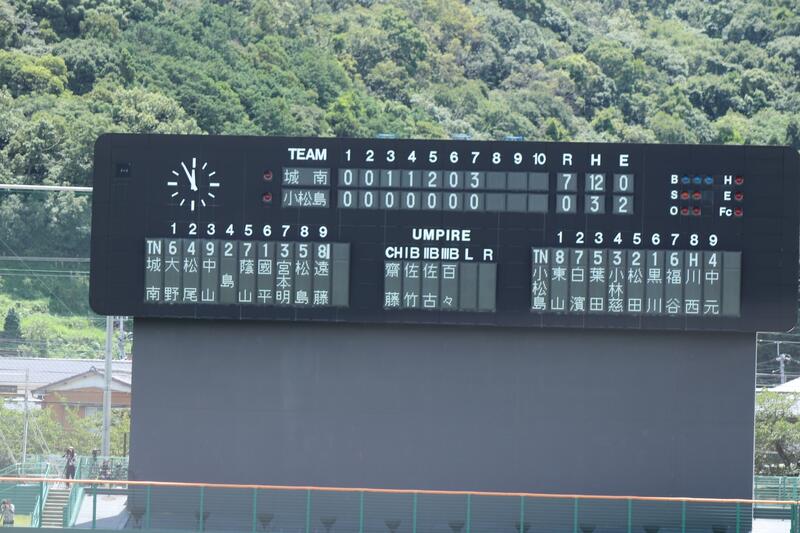 TEAM 1 2 3 4 5 6 7 8 9 10 R H E
城南 0 0 1 1 2 0 3 7 12 0
小松島 0 0 0 0 0 0 0 0 3 2
B H
S E
O Fc
1 2 3 4 5 6 7 8 9
TN 6 4 9 2 7 1 3 5 8
城南 大野 松尾 中山 島 蔭山 國平 宮本明 松島 遠藤
UMPIRE
CH I B II B III B L R
齋藤 佐竹 佐古 百々
1 2 3 4 5 6 7 8 9
TN 8 7 5 3 2 1 6 H 4
小松島 東山 白濱 葉田 小林慈 松田 黒川 福谷 川西 中元